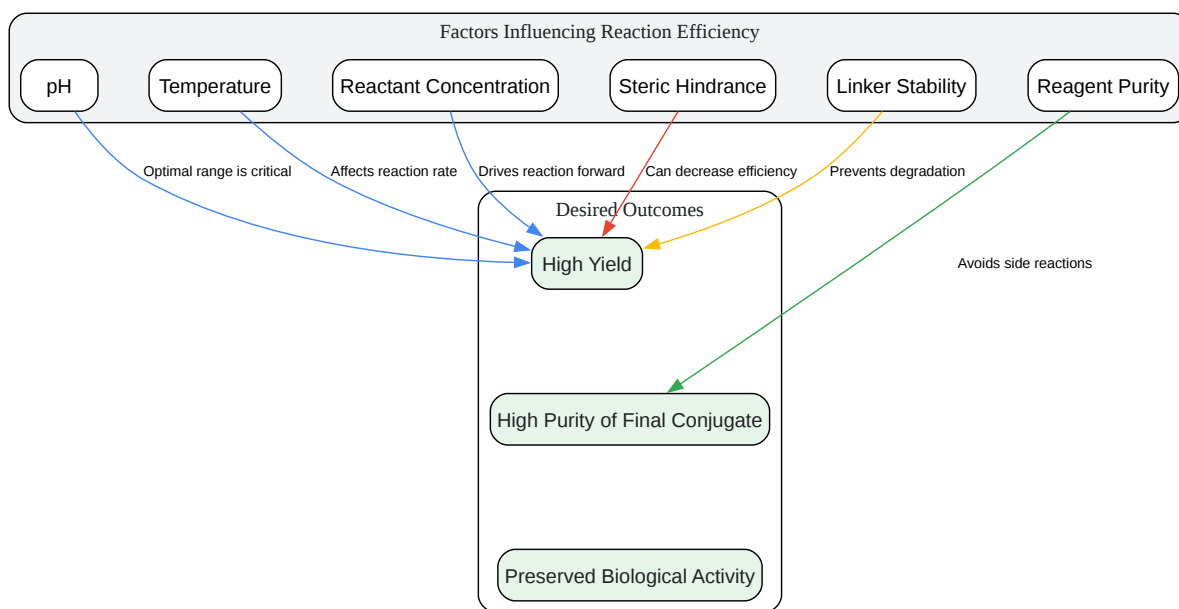 Factors Influencing Reaction Efficiency
pH
Temperature
Reactant Concentration
Steric Hindrance
Linker Stability
Reagent Purity
Optimal range is critical
Affects reaction rate
Drives reaction forward
Can decrease efficiency
Prevents degradation
Desired Outcomes
High Yield
Avoids side reactions
High Purity of Final Conjugate
Preserved Biological Activity